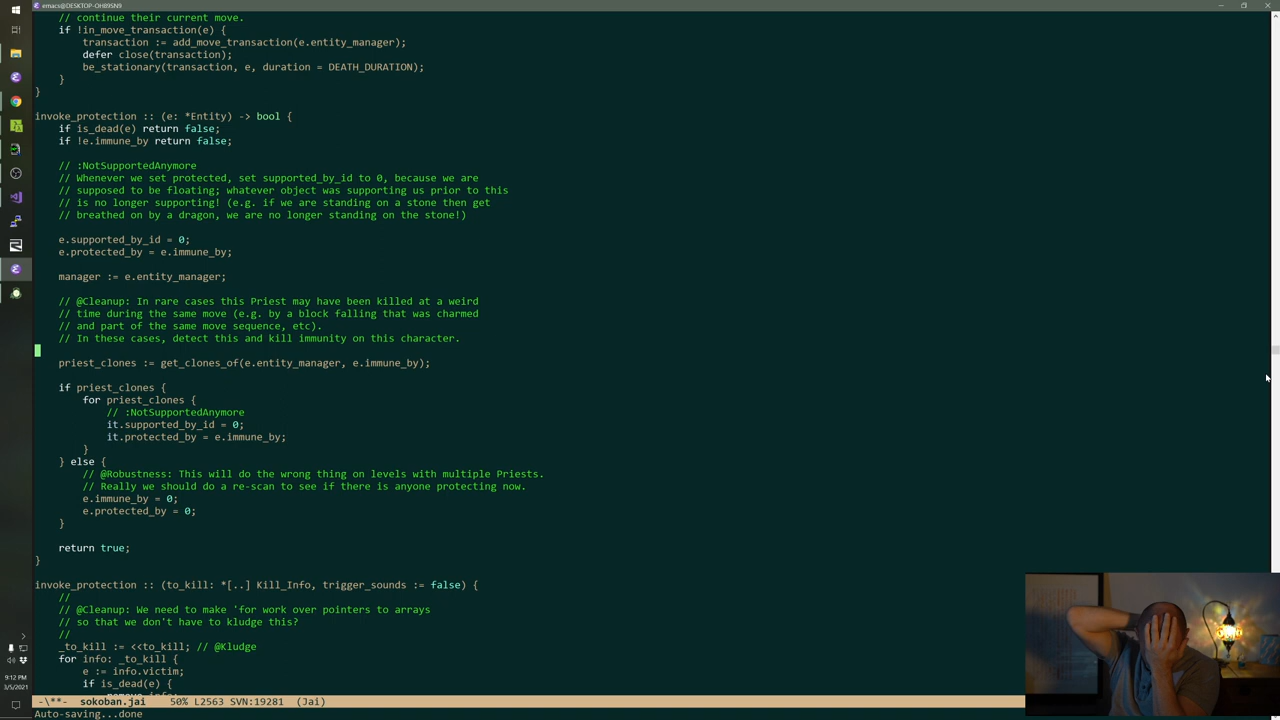 emacs@DESKTOP-OH89SN9
// continue their current move.
if !in_move_transaction(e) {
transaction := add_move_transaction(e.entity_manager);
defer close(transaction);
be_stationary(transaction, e, duration = DEATH_DURATION);
}
}
invoke_protection :: (e: *Entity) -> bool {
if is_dead(e) return false;
if !e.immune_by return false;
// :NotSupportedAnymore
// Whenever we set protected, set supported_by_id to 0, because we are
// supposed to be floating; whatever object was supporting us prior to this
// is no longer supporting! (e.g. if we are standing on a stone then get
// breathed on by a dragon, we are no longer standing on the stone!)
e.supported_by_id = 0;
e.protected_by = e.immune_by;
manager := e.entity_manager;
// @Cleanup: In rare cases this Priest may have been killed at a weird
// time during the same move (e.g. by a block falling that was charmed
// and part of the same move sequence, etc).
// In these cases, detect this and kill immunity on this character.
priest_clones := get_clones_of(e.entity_manager, e.immune_by);
if priest_clones {
for priest_clones {
// :NotSupportedAnymore
it.supported_by_id = 0;
it.protected_by = e.immune_by;
}
} else {
// @Robustness: This will do the wrong thing on levels with multiple Priests.
// Really we should do a re-scan to see if there is anyone protecting now.
e.immune_by = 0;
e.protected_by = 0;
}
return true;
}
invoke_protection :: (to_kill: *[..] Kill_Info, trigger_sounds := false) {
//
// @Cleanup: We need to make 'for work over pointers to arrays
// so that we don't have to kludge this?
//
_to_kill := <<to_kill; // @Kludge
for info: _to_kill {
e := info.victim;
if is_dead(e) {
remove info;
-\**- sokoban.jai 50% L2563 SVN:19281 (Jai)
Auto-saving...done
9:12 PM
3/5/2021